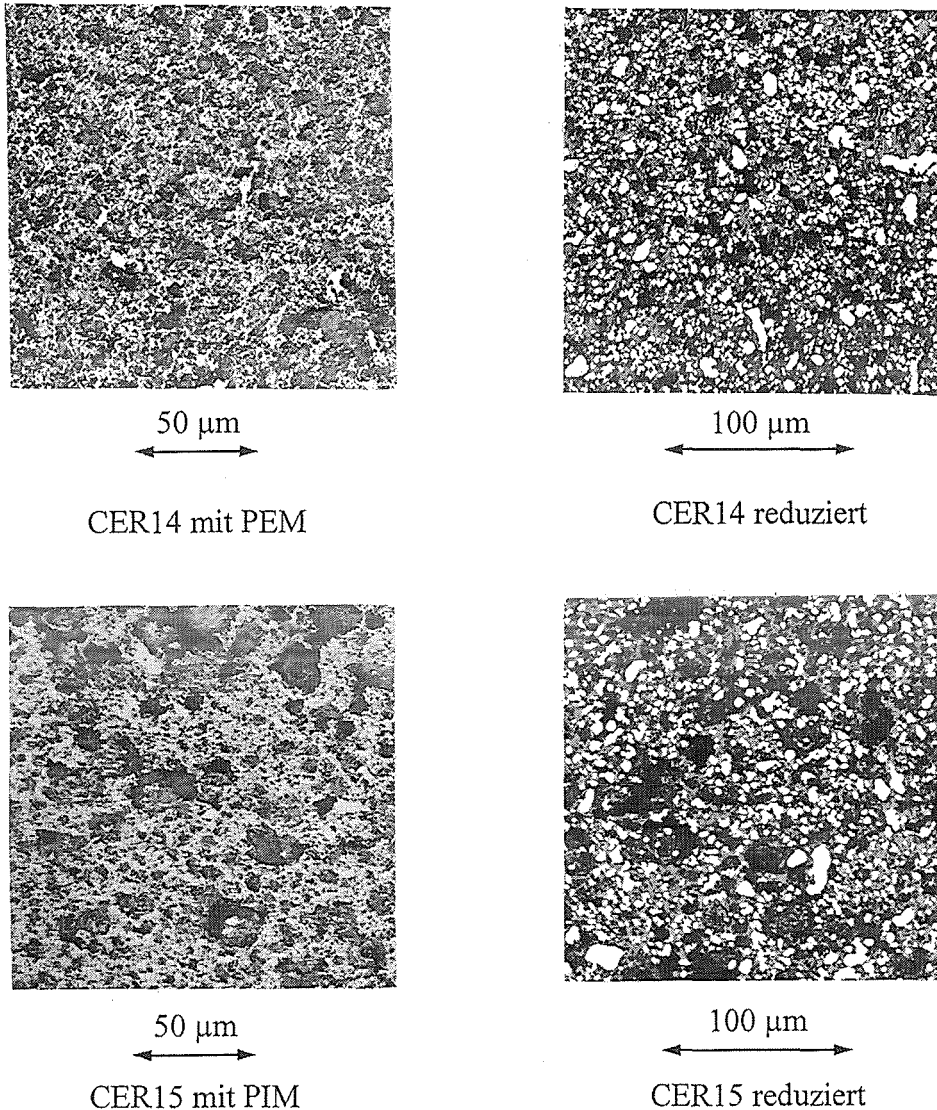 50 µm
100 µm
CER14 mit PEM
CER14 reduziert
50 µm
100 µm
CER15 mit PIM
CER15 reduziert